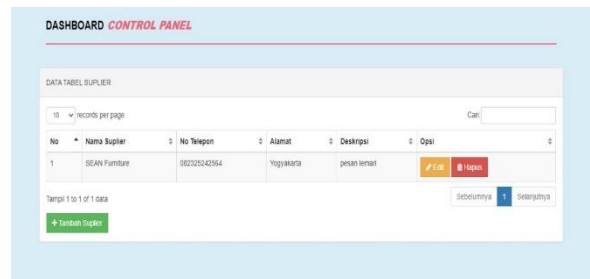 DASHBOARD CONTROL PANEL
DATA TABEL SUPLIER
10 records per page Cari:
No Nama Suplier No Telepon Alamat Deskripsi Opsi
1 SEAN Furniture 082325242564 Yogyakarta pesan lemari Edit Hapus
Tampil 1 to 1 of 1 data Sebelumnya 1 Selanjutnya
+ Tambah Suplier